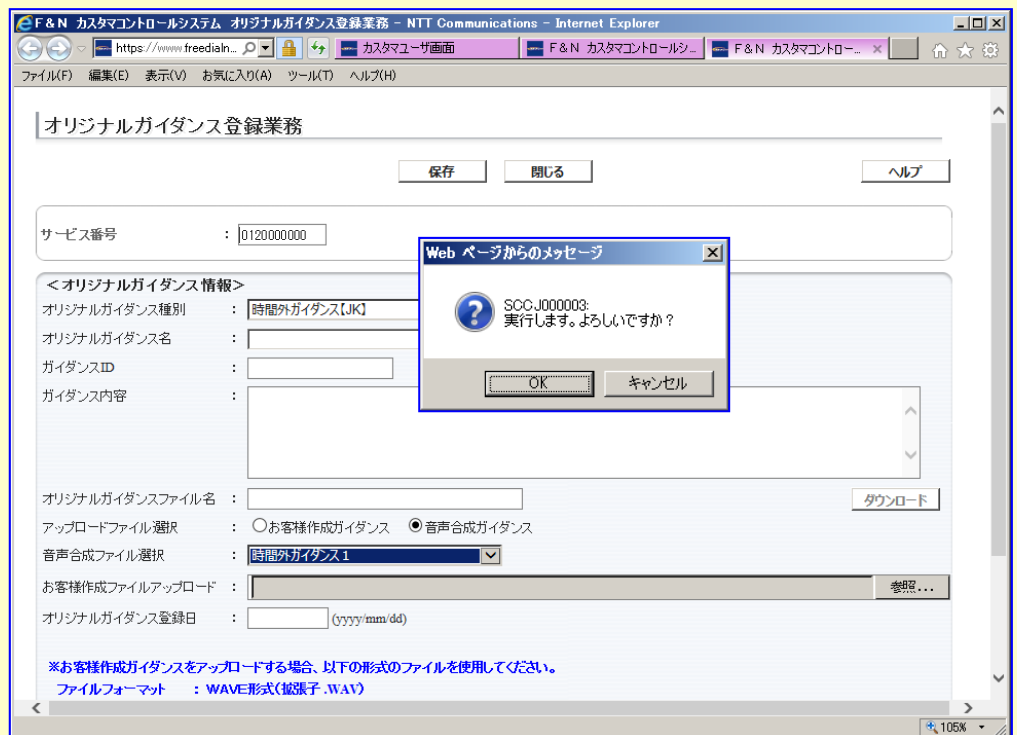 F&N カスタマコントロールシステム オリジナルガイダンス登録業務 - NTT Communications - Internet Explorer
https://www.freedialn... カスタマユーザ画面 F&N カスタマコントロールシ... F&N カスタマコントロー... ×
ファイル(F) 編集(E) 表示(V) お気に入り(A) ツール(T) ヘルプ(H)
オリジナルガイダンス登録業務
保存 閉じる ヘルプ
サービス番号 : 0120000000
Web ページからのメッセージ
SCCJ000003:
実行します。よろしいですか?
OK キャンセル
<オリジナルガイダンス情報>
オリジナルガイダンス種別 : 時間外ガイダンス【JK】
オリジナルガイダンス名 :
ガイダンスID :
ガイダンス内容 :
オリジナルガイダンスファイル名 : ダウンロード
アップロードファイル選択 : お客様作成ガイダンス 音声合成ガイダンス
音声合成ファイル選択 : 時間外ガイダンス1
お客様作成ファイルアップロード : 参照...
オリジナルガイダンス登録日 : (yyyy/mm/dd)
※お客様作成ガイダンスをアップロードする場合、以下の形式のファイルを使用してください。
ファイルフォーマット : WAVE形式(拡張子 .WAV)
105%